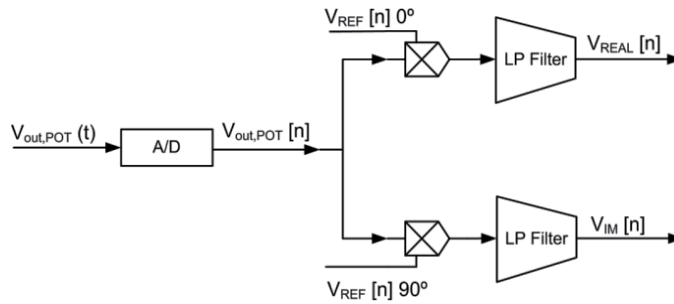 V_REF [n] 0º
LP Filter
V_REAL [n]
V_out,POT (t)
A/D
V_out,POT [n]
LP Filter
V_IM [n]
V_REF [n] 90º